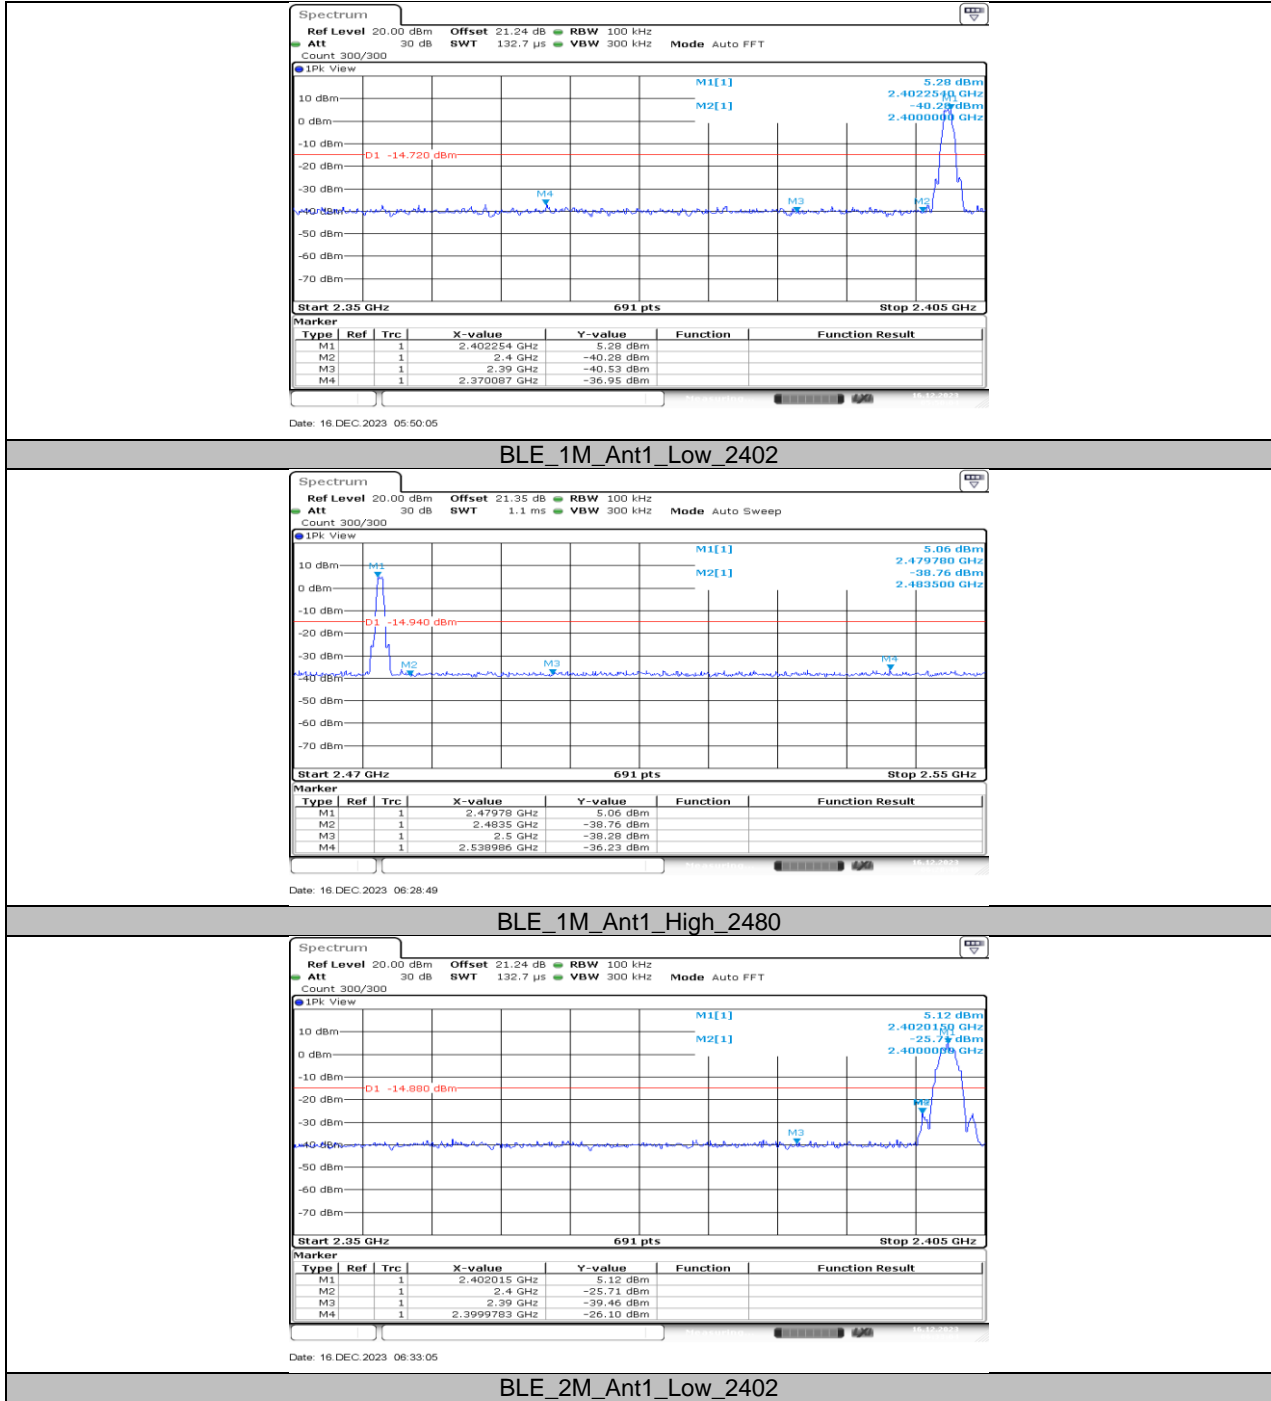 Spectrum
Ref Level 20.00 dBm Offset 21.24 dB RBW 100 kHz
Att 30 dB SWT 132.7 µs VBW 300 kHz Mode Auto FFT
Count 300/300
1Pk View
M1[1] 5.28 dBm
2.4022540 GHz
M2[1] -40.28 dBm
2.4000000 GHz
M1
10 dBm
0 dBm
-10 dBm
D1 -14.720 dBm
-20 dBm
-30 dBm
M4
M3
M2
-40 dBm
-50 dBm
-60 dBm
-70 dBm
Start 2.35 GHz 691 pts Stop 2.405 GHz
Marker
Type Ref Trc X-value Y-value Function Function Result
M1 1 2.402254 GHz 5.28 dBm
M2 1 2.4 GHz -40.28 dBm
M3 1 2.39 GHz -40.53 dBm
M4 1 2.370087 GHz -36.95 dBm
Date: 16.DEC.2023 05:50:05
BLE_1M_Ant1_Low_2402
Spectrum
Ref Level 20.00 dBm Offset 21.35 dB RBW 100 kHz
Att 30 dB SWT 1.1 ms VBW 300 kHz Mode Auto Sweep
Count 300/300
1Pk View
M1[1] 5.06 dBm
2.479780 GHz
M2[1] -38.76 dBm
2.483500 GHz
10 dBm
M1
0 dBm
-10 dBm
D1 -14.940 dBm
-20 dBm
-30 dBm
M2
M3
M4
-40 dBm
-50 dBm
-60 dBm
-70 dBm
Start 2.47 GHz 691 pts Stop 2.55 GHz
Marker
Type Ref Trc X-value Y-value Function Function Result
M1 1 2.47978 GHz 5.06 dBm
M2 1 2.4835 GHz -38.76 dBm
M3 1 2.5 GHz -38.28 dBm
M4 1 2.538986 GHz -36.23 dBm
Date: 16.DEC.2023 06:28:49
BLE_1M_Ant1_High_2480
Spectrum
Ref Level 20.00 dBm Offset 21.24 dB RBW 100 kHz
Att 30 dB SWT 132.7 µs VBW 300 kHz Mode Auto FFT
Count 300/300
1Pk View
M1[1] 5.12 dBm
2.4020150 GHz
M2[1] -25.71 dBm
2.4000000 GHz
M1
10 dBm
0 dBm
-10 dBm
D1 -14.880 dBm
-20 dBm
-30 dBm
M3
-40 dBm
-50 dBm
-60 dBm
-70 dBm
Start 2.35 GHz 691 pts Stop 2.405 GHz
Marker
Type Ref Trc X-value Y-value Function Function Result
M1 1 2.402015 GHz 5.12 dBm
M2 1 2.4 GHz -25.71 dBm
M3 1 2.39 GHz -39.46 dBm
M4 1 2.3999783 GHz -26.10 dBm
Date: 16.DEC.2023 06:33:05
BLE_2M_Ant1_Low_2402